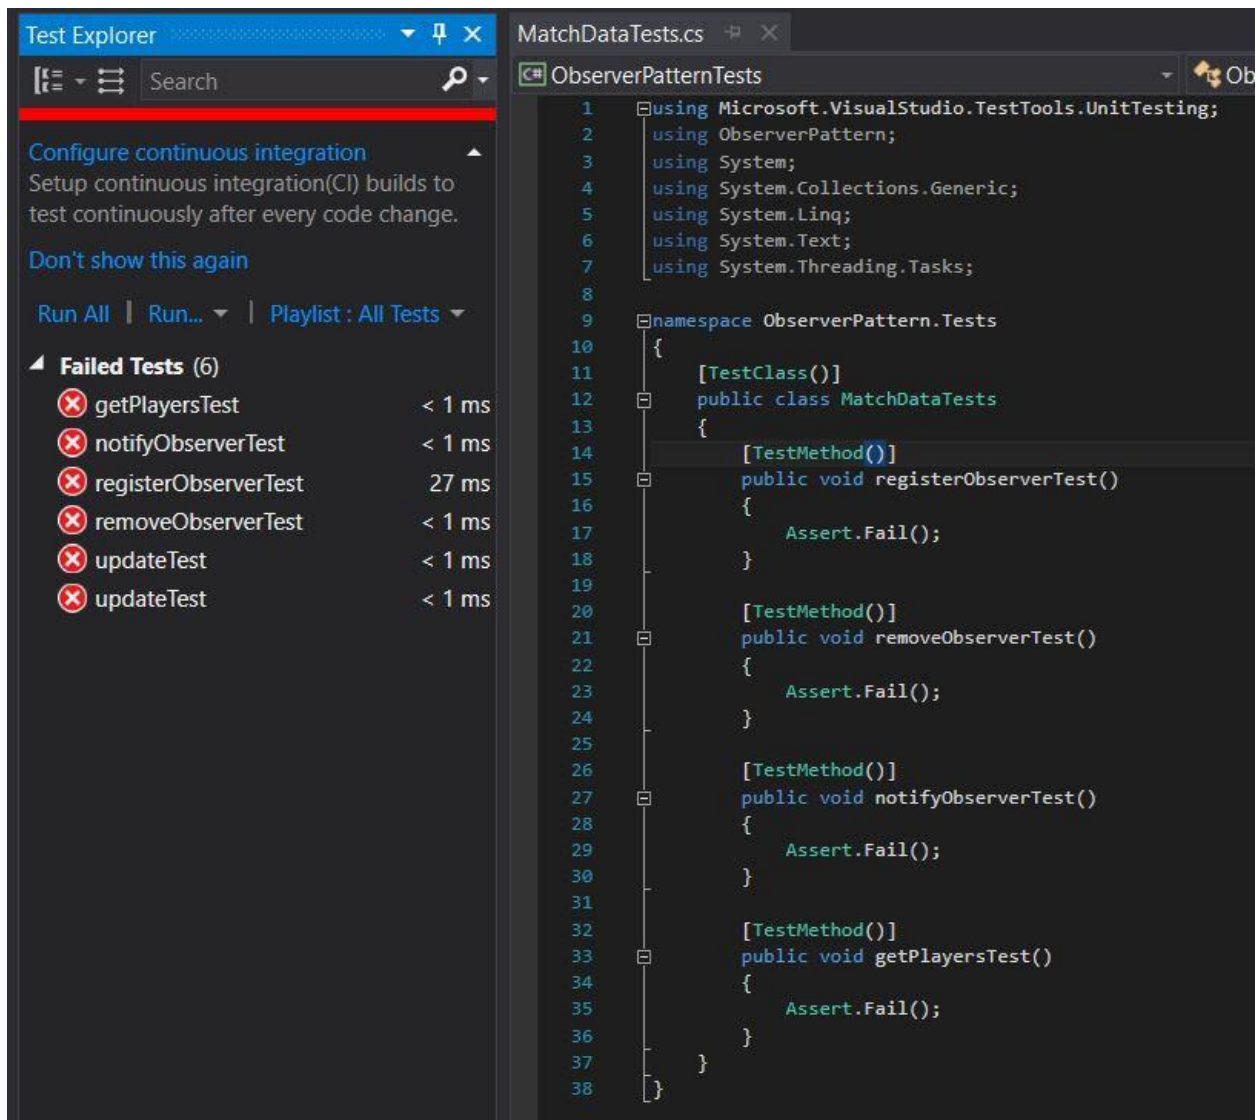 Test Explorer
Search
Configure continuous integration
Setup continuous integration(CI) builds to
test continuously after every code change.
Don't show this again
Run All | Run... | Playlist : All Tests
Failed Tests (6)
getPlayersTest < 1 ms
notifyObserverTest < 1 ms
registerObserverTest 27 ms
removeObserverTest < 1 ms
updateTest < 1 ms
updateTest < 1 ms
MatchDataTests.cs
C# ObserverPatternTests Ob
1 using Microsoft.VisualStudio.TestTools.UnitTesting;
2 using ObserverPattern;
3 using System;
4 using System.Collections.Generic;
5 using System.Linq;
6 using System.Text;
7 using System.Threading.Tasks;
8
9 namespace ObserverPattern.Tests
10 {
11 [TestClass()]
12 public class MatchDataTests
13 {
14 [TestMethod()]
15 public void registerObserverTest()
16 {
17 Assert.Fail();
18 }
19
20 [TestMethod()]
21 public void removeObserverTest()
22 {
23 Assert.Fail();
24 }
25
26 [TestMethod()]
27 public void notifyObserverTest()
28 {
29 Assert.Fail();
30 }
31
32 [TestMethod()]
33 public void getPlayersTest()
34 {
35 Assert.Fail();
36 }
37 }
38 }